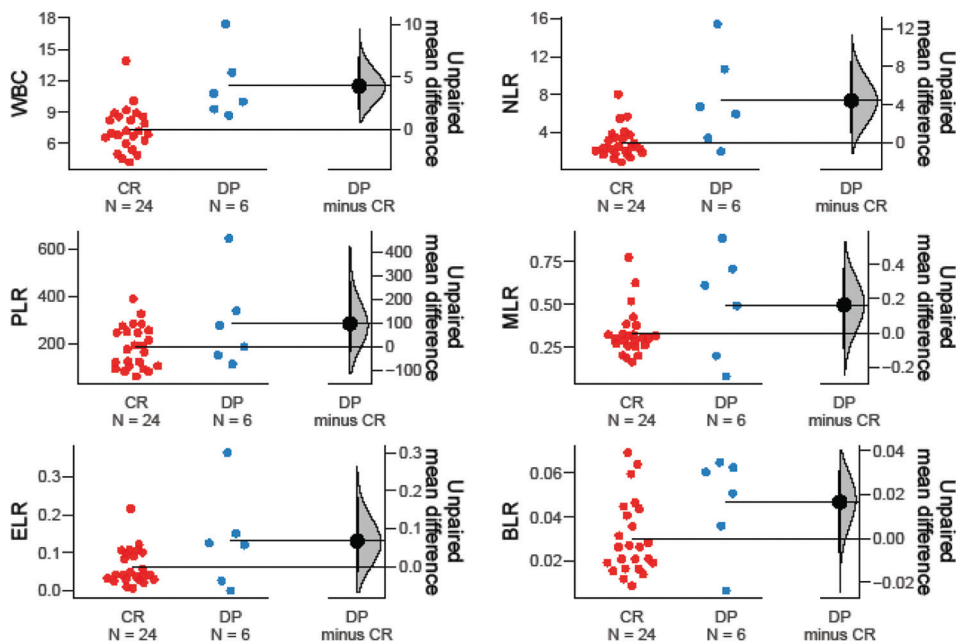 WBC
18
15
12
9
6
10
5
0
Unpaired
mean difference
CR
N = 24
DP
N = 6
DP
minus CR
NLR
16
12
8
4
12
8
4
0
Unpaired
mean difference
CR
N = 24
DP
N = 6
DP
minus CR
PLR
600
400
200
400
300
200
100
0
−100
Unpaired
mean difference
CR
N = 24
DP
N = 6
DP
minus CR
MLR
0.75
0.50
0.25
0.4
0.2
0.0
−0.2
Unpaired
mean difference
CR
N = 24
DP
N = 6
DP
minus CR
ELR
0.3
0.2
0.1
0.0
0.3
0.2
0.1
0.0
Unpaired
mean difference
CR
N = 24
DP
N = 6
DP
minus CR
BLR
0.06
0.04
0.02
0.04
0.02
0.00
−0.02
Unpaired
mean difference
CR
N = 24
DP
N = 6
DP
minus CR